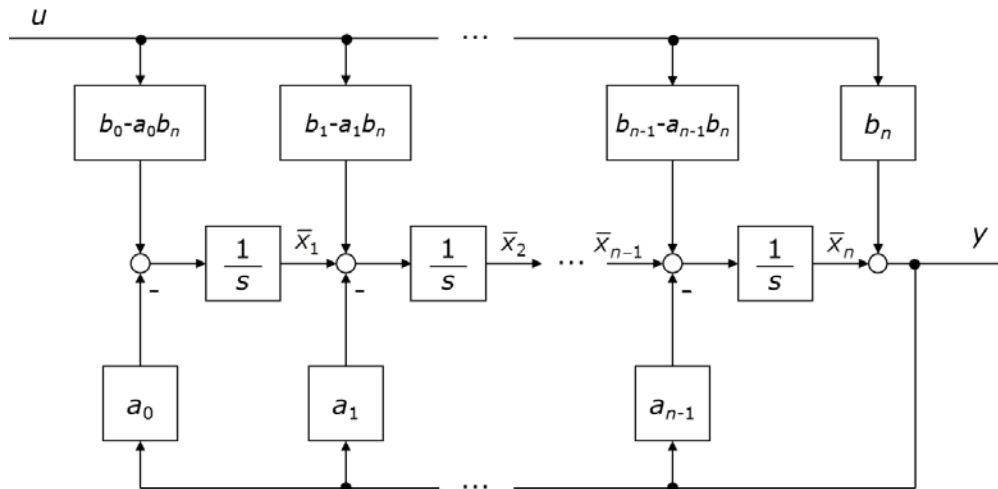 u
...
b₀-a₀bₙ b₁-a₁bₙ bₙ₋₁-aₙ₋₁bₙ bₙ
1/s x̄₁ 1/s x̄₂ ... x̄ₙ₋₁ 1/s x̄ₙ y
- - -
a₀ a₁ aₙ₋₁
...